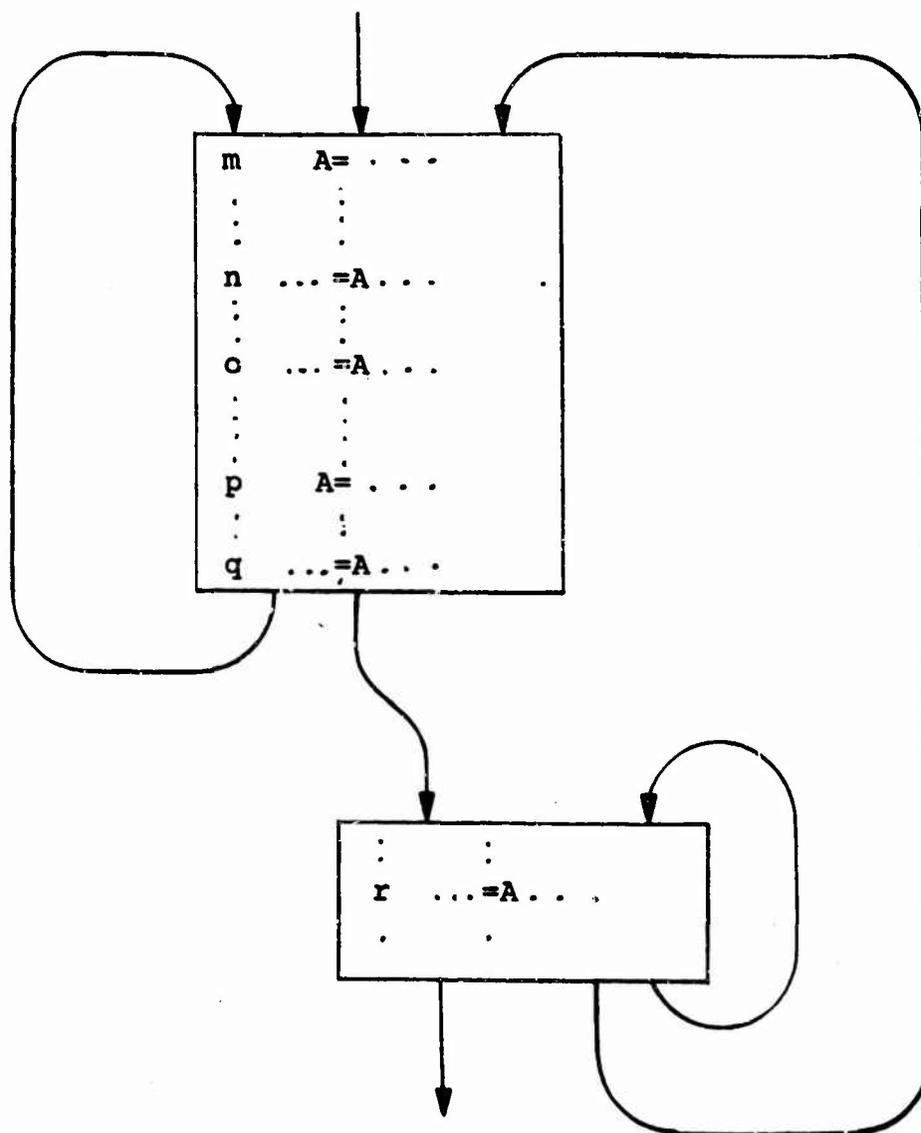 m A= . . .
n ... =A . . .
o ... =A . . .
p A= . . .
q ... =A . . .
r ... =A . . .